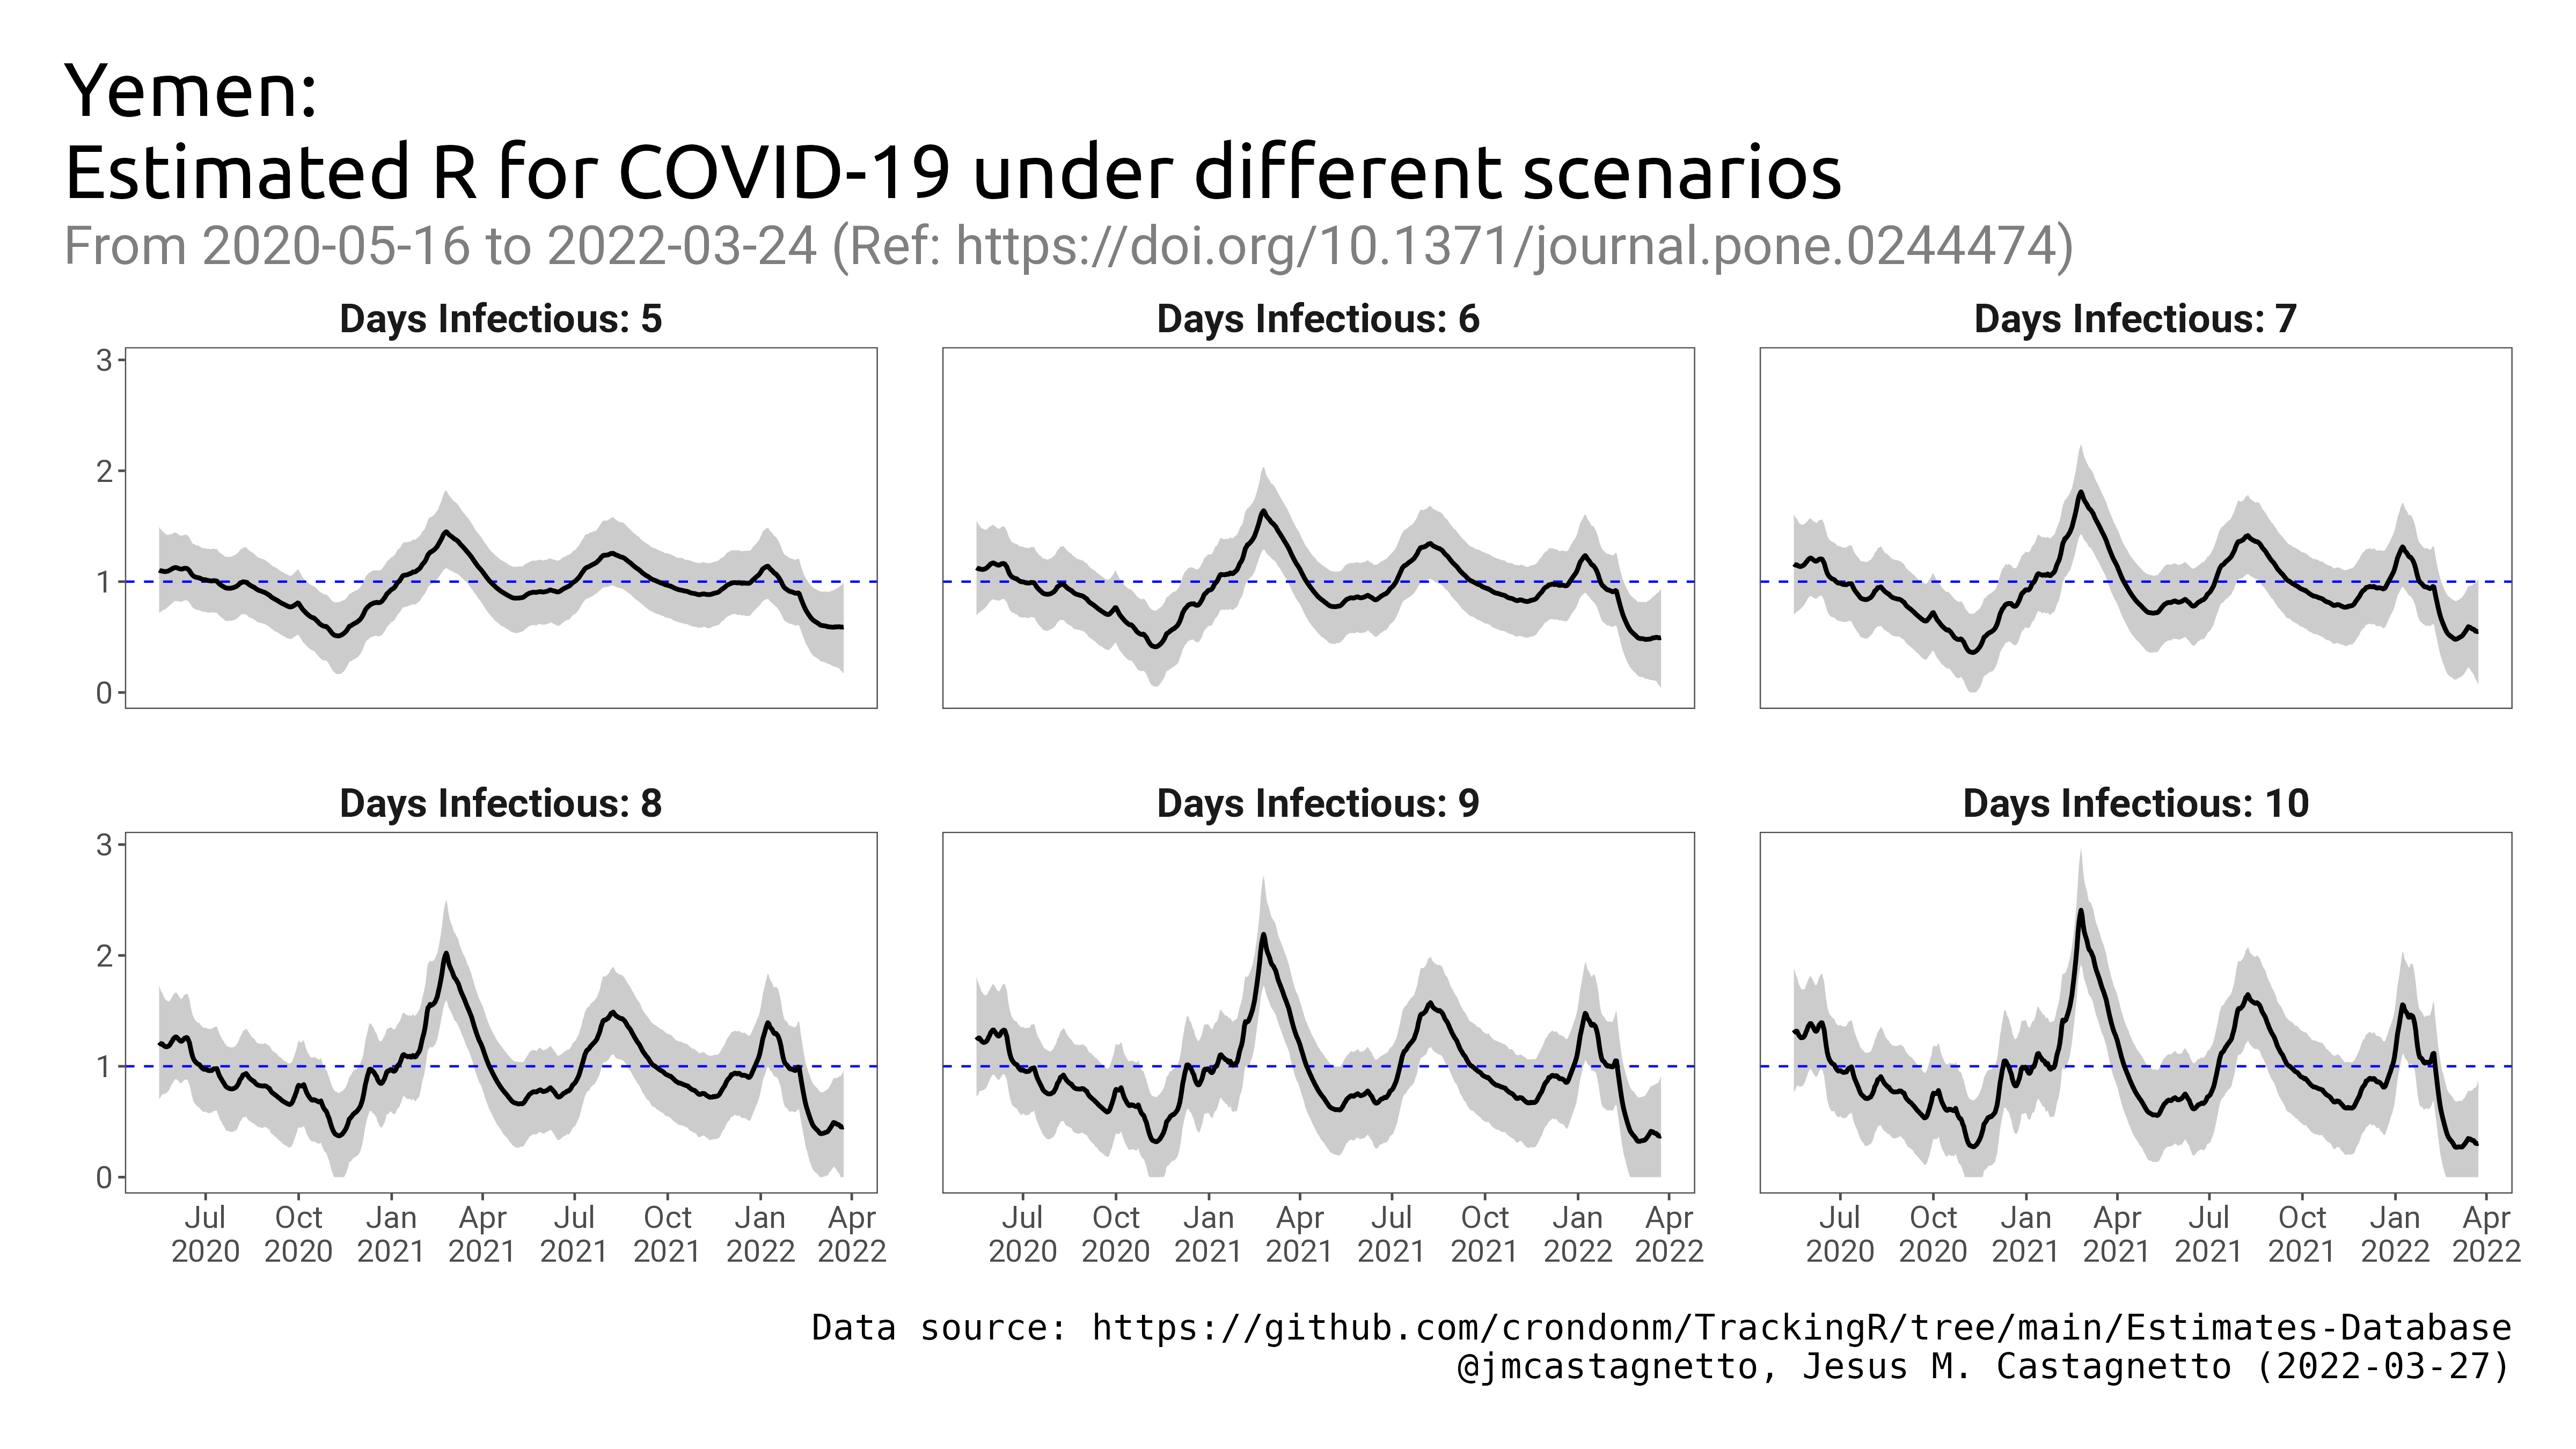 Yemen:
Estimated R for COVID-19 under different scenarios
From 2020-05-16 to 2022-03-24 (Ref: https://doi.org/10.1371/journal.pone.0244474)
Days Infectious: 5
Days Infectious: 6
Days Infectious: 7
3
2
1
0
Days Infectious: 8
Days Infectious: 9
Days Infectious: 10
3
2
1
0
Jul Oct Jan Apr Jul Oct Jan Apr
2020 2020 2021 2021 2021 2021 2022 2022
Jul Oct Jan Apr Jul Oct Jan Apr
2020 2020 2021 2021 2021 2021 2022 2022
Jul Oct Jan Apr Jul Oct Jan Apr
2020 2020 2021 2021 2021 2021 2022 2022
Data source: https://github.com/crondonm/TrackingR/tree/main/Estimates-Database
@jmcastagnetto, Jesus M. Castagnetto (2022-03-27)